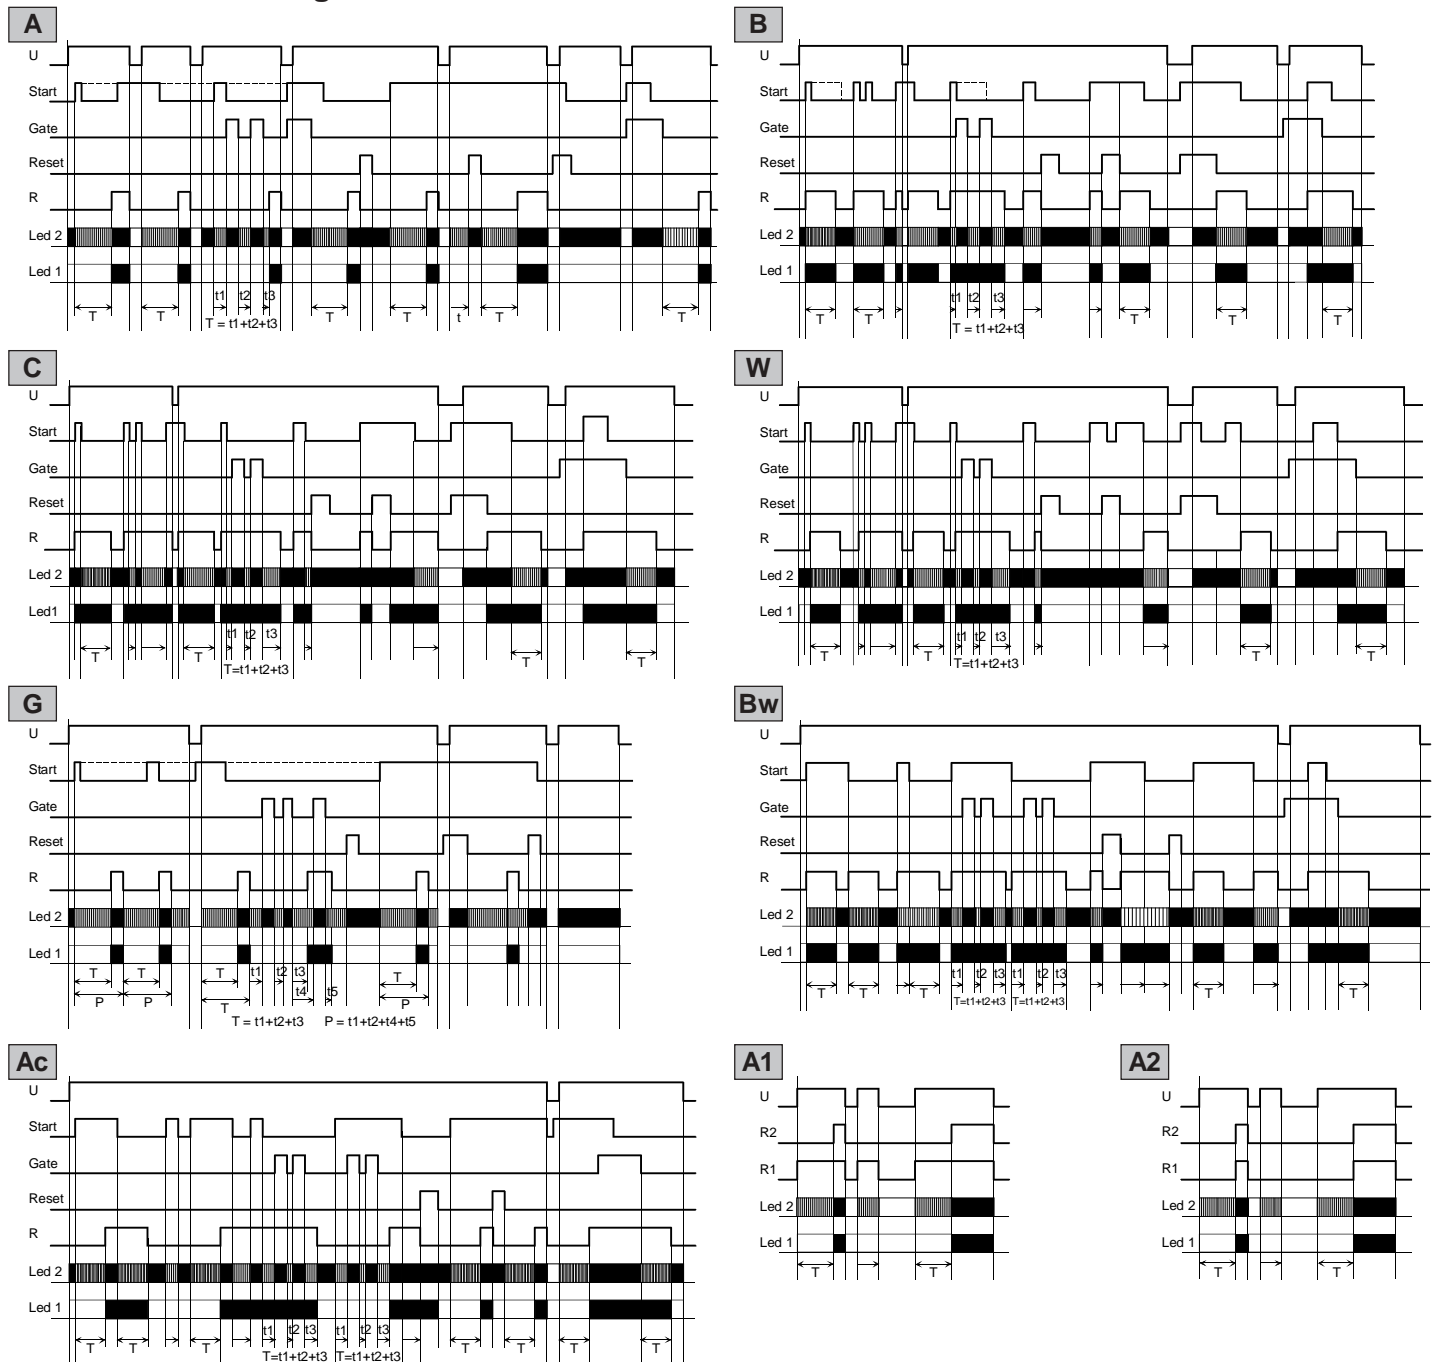 A
U
Start
Gate
Reset
R
Led 2
Led 1
t1 t2 t3
T T T T t T T
T = t1+t2+t3
B
U
Start
Gate
Reset
R
Led 2
Led 1
t1 t2 t3
T T T T T
T = t1+t2+t3
C
U
Start
Gate
Reset
R
Led 2
Led1
t1 t2 t3
T T T T
T=t1+t2+t3
W
U
Start
Gate
Reset
R
Led 2
Led 1
t1 t2 t3
T T T T
T=t1+t2+t3
G
U
Start
Gate
Reset
R
Led 2
Led 1
T T T t1 t2 t3 T
P P T t4 t5 P
T = t1+t2+t3 P = t1+t2+t4+t5
Bw
U
Start
Gate
Reset
R
Led 2
Led 1
t1 t2 t3 t1 t2 t3
T T T T T
T=t1+t2+t3 T=t1+t2+t3
Ac
U
Start
Gate
Reset
R
Led 2
Led 1
t1 t2 t3 t1 t2 t3
T T T T T T T
T=t1+t2+t3 T=t1+t2+t3
A1
U
R2
R1
Led 2
Led 1
T T
A2
U
R2
R1
Led 2
Led 1
T T